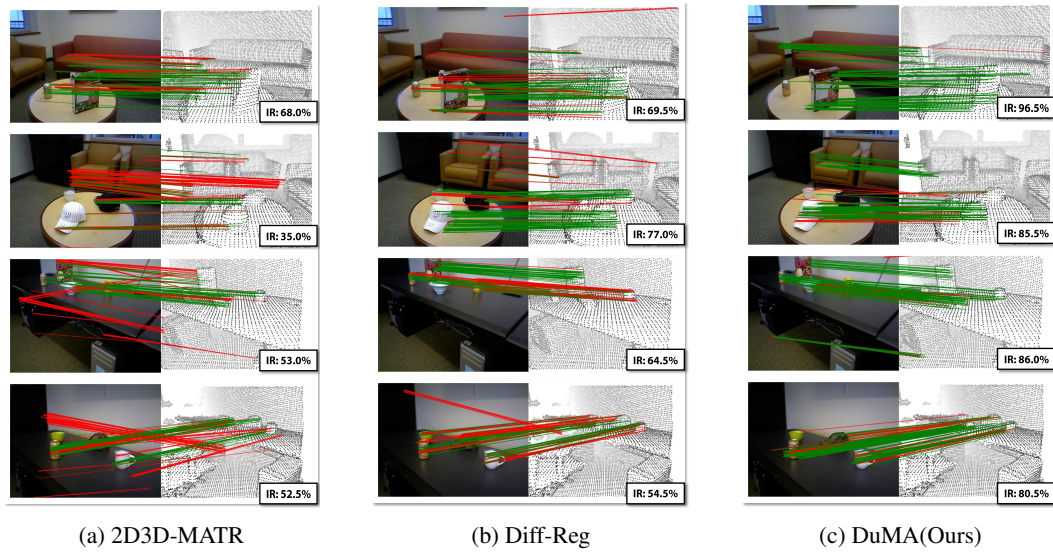 IR: 68.0%
IR: 69.5%
IR: 96.5%
IR: 35.0%
IR: 77.0%
IR: 85.5%
IR: 53.0%
IR: 64.5%
IR: 86.0%
IR: 52.5%
IR: 54.5%
IR: 80.5%
(a) 2D3D-MATR
(b) Diff-Reg
(c) DuMA(Ours)